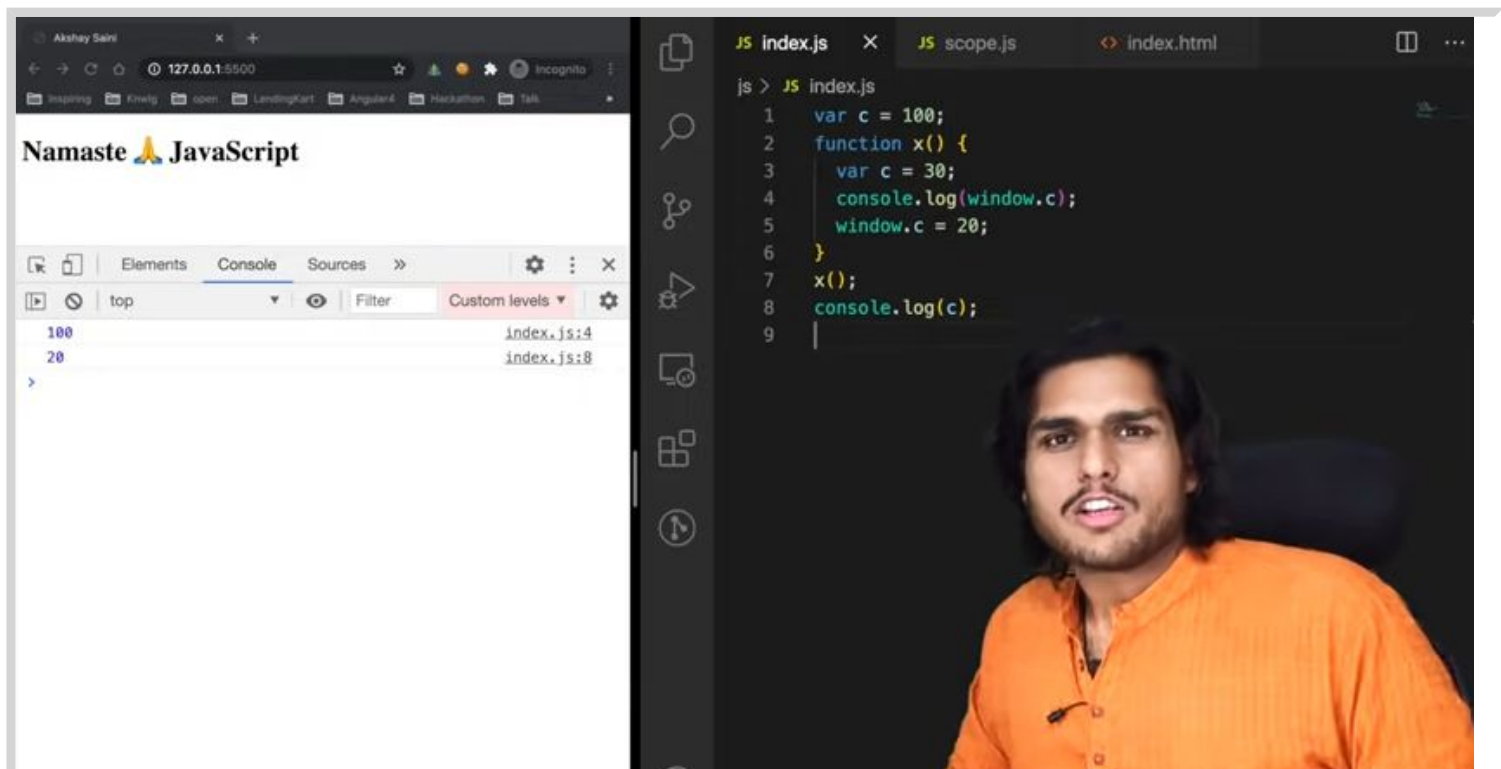 Akshay Saini
127.0.0.1:5500
Incognito
Inspiring Knwlg open LendingKart Angular4 Hackathon Talk
Namaste 🙏 JavaScript
Elements Console Sources »
top Filter Custom levels ▼
100 index.js:4
20 index.js:8
>
JS index.js × JS scope.js <> index.html
js > JS index.js
1 var c = 100;
2 function x() {
3 var c = 30;
4 console.log(window.c);
5 window.c = 20;
6 }
7 x();
8 console.log(c);
9